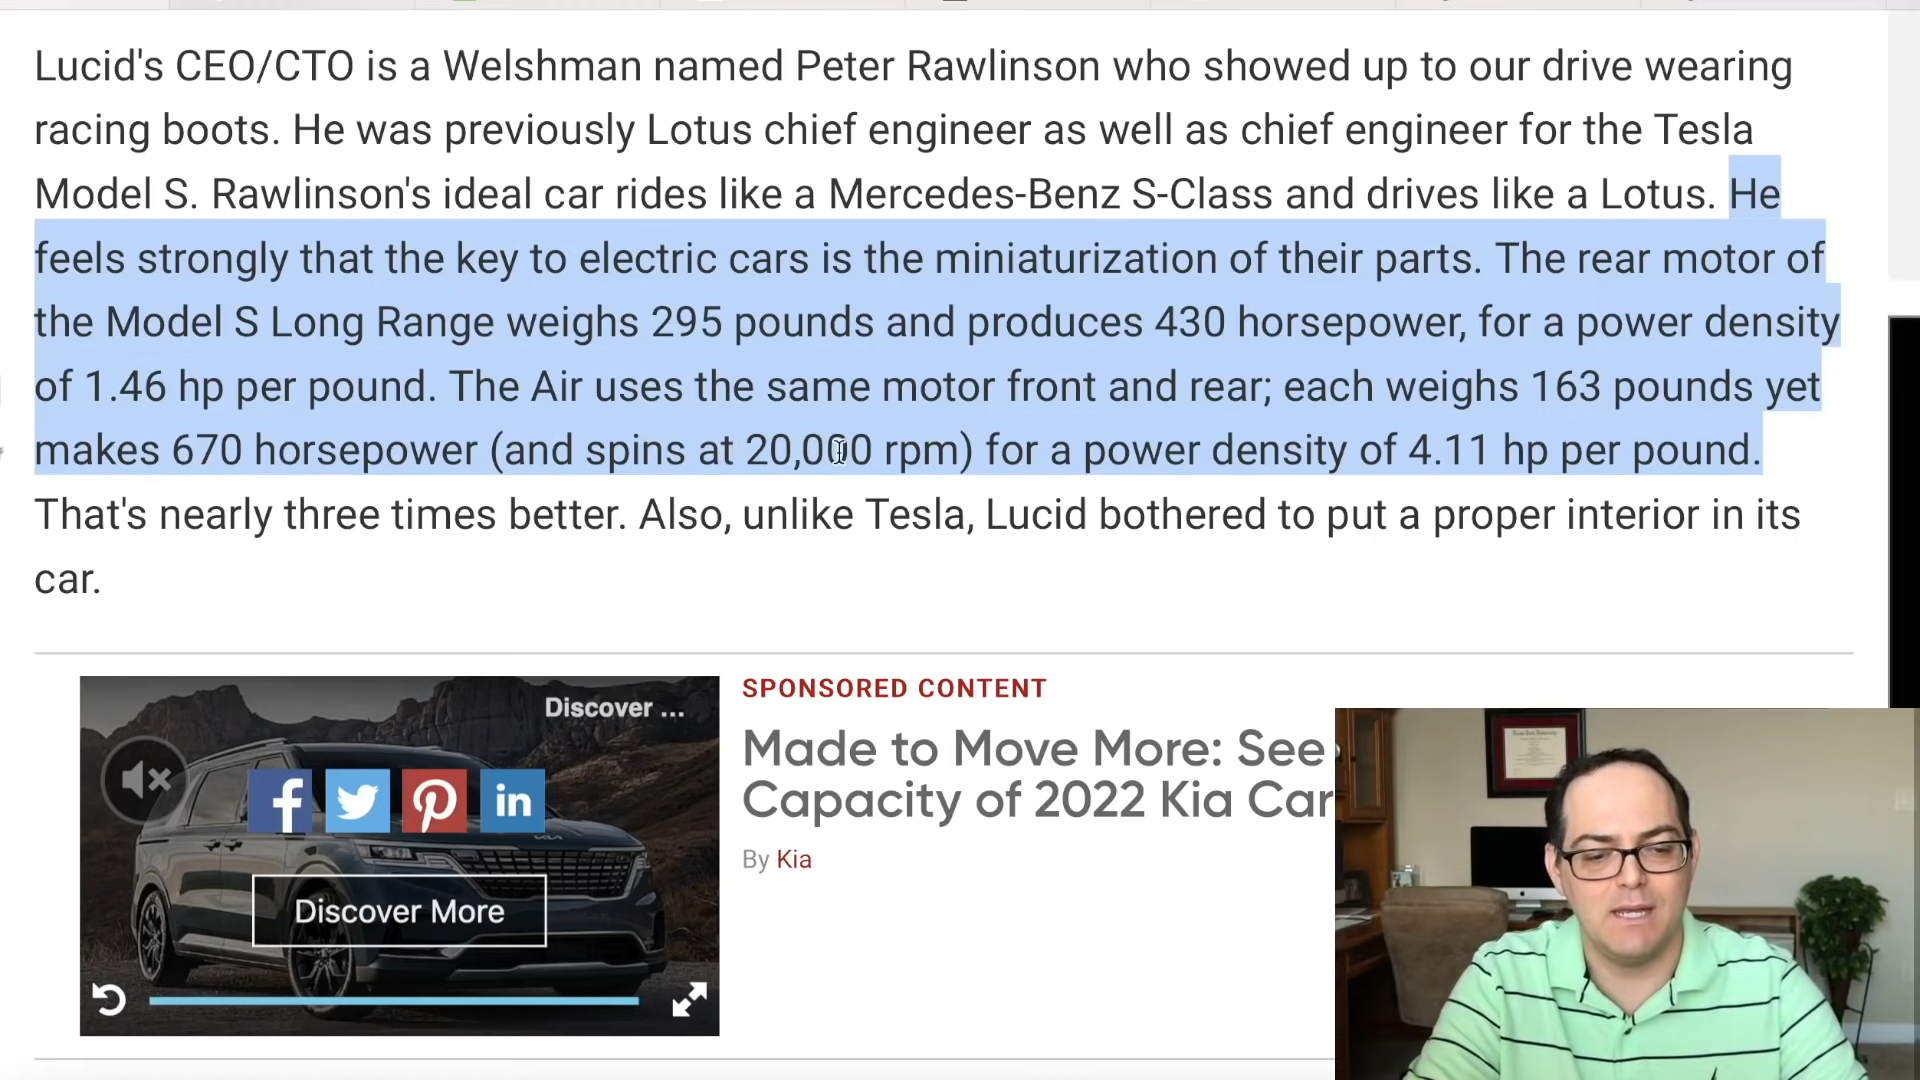 Lucid's CEO/CTO is a Welshman named Peter Rawlinson who showed up to our drive wearing
racing boots. He was previously Lotus chief engineer as well as chief engineer for the Tesla
Model S. Rawlinson's ideal car rides like a Mercedes-Benz S-Class and drives like a Lotus. He
feels strongly that the key to electric cars is the miniaturization of their parts. The rear motor of
the Model S Long Range weighs 295 pounds and produces 430 horsepower, for a power density
of 1.46 hp per pound. The Air uses the same motor front and rear; each weighs 163 pounds yet
makes 670 horsepower (and spins at 20,000 rpm) for a power density of 4.11 hp per pound.
That's nearly three times better. Also, unlike Tesla, Lucid bothered to put a proper interior in its
car.
Discover ...
Discover More
SPONSORED CONTENT
Made to Move More: See
Capacity of 2022 Kia Car
By Kia